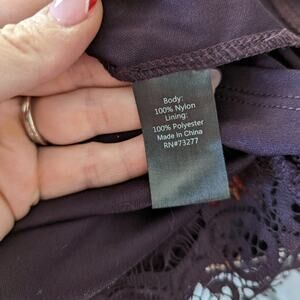 Body:
100% Nylon
Lining:
100% Polyester
Made In China
RN#73277